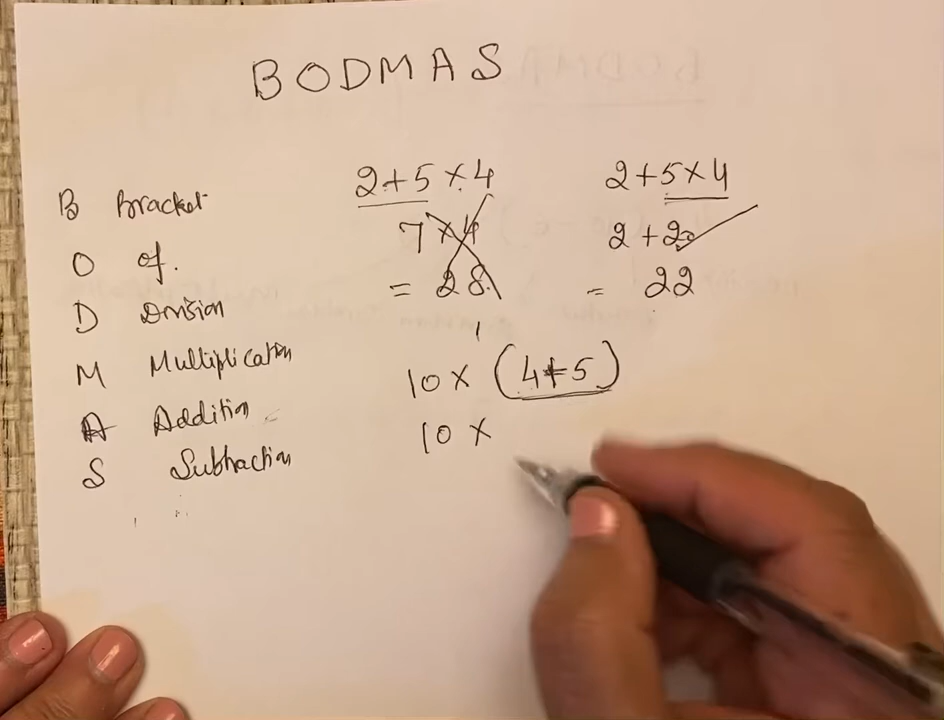 BODMAS
B Bracket
O of.
D Division
M Multiplication
A Addition
S Subtraction
2+5×4
7×4
= 28
2+5×4
2+20
= 22
10× (4+5)
10×